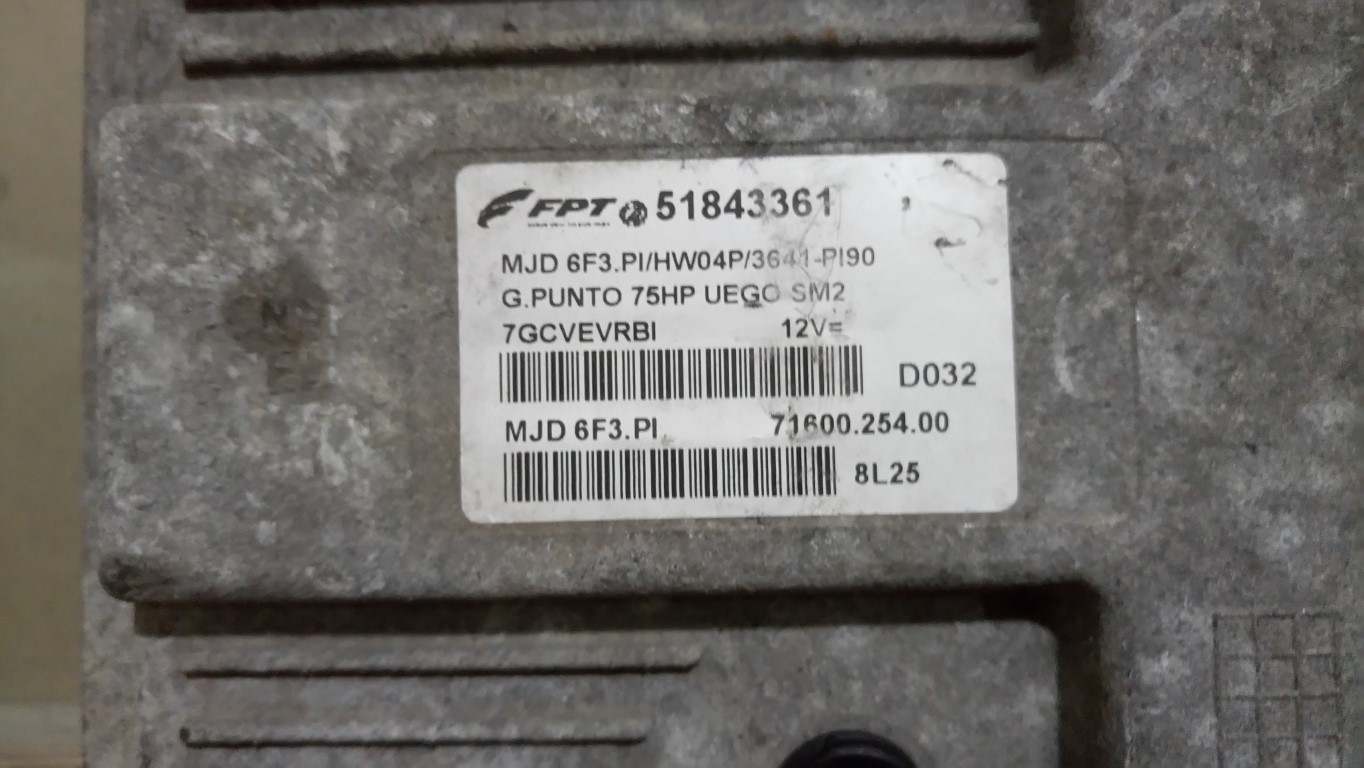 FPT 51843361
MJD 6F3.PI/HW04P/3641-PI90
G.PUNTO 75HP UEGO SM2
7GCVEVRBI 12V=
D032
MJD 6F3.PI 71600.254.00
8L25